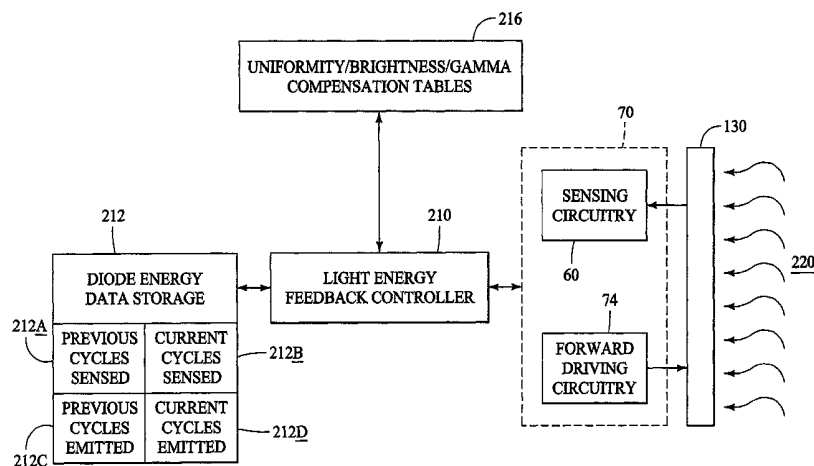 216
UNIFORMITY/BRIGHTNESS/GAMMA
COMPENSATION TABLES
70
130
SENSING
CIRCUITRY
60
220
212
210
DIODE ENERGY
DATA STORAGE
LIGHT ENERGY
FEEDBACK CONTROLLER
74
FORWARD
DRIVING
CIRCUITRY
212A
PREVIOUS
CYCLES
SENSED
CURRENT
CYCLES
SENSED
212B
PREVIOUS
CYCLES
EMITTED
CURRENT
CYCLES
EMITTED
212D
212C